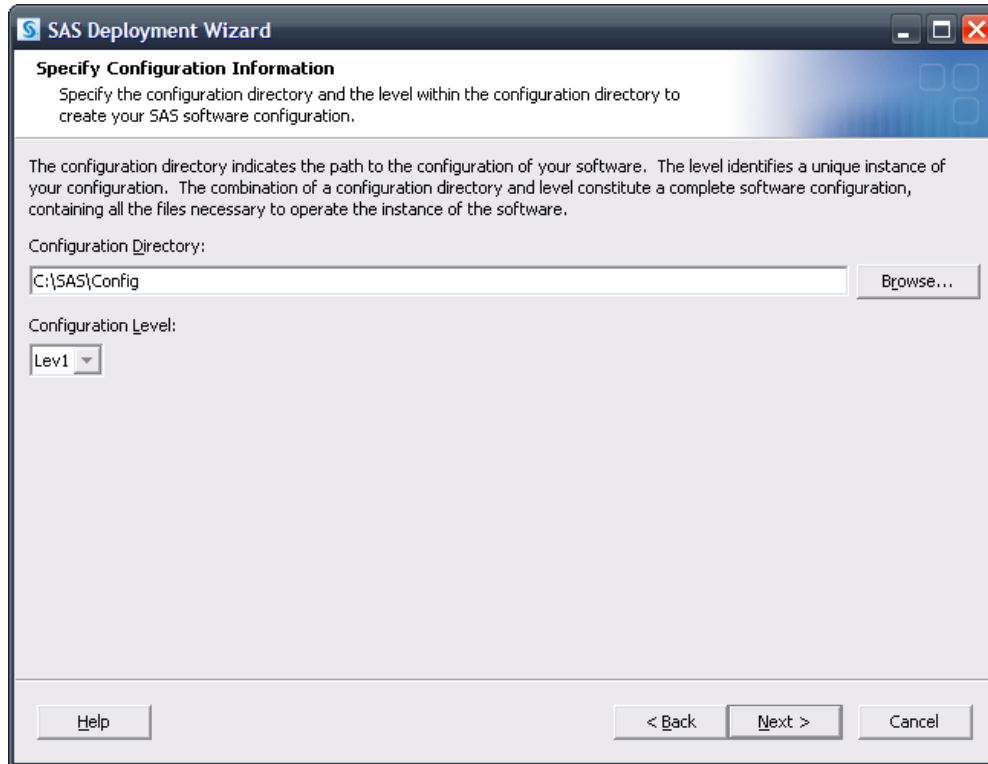 SAS Deployment Wizard
Specify Configuration Information
Specify the configuration directory and the level within the configuration directory to
create your SAS software configuration.
The configuration directory indicates the path to the configuration of your software.  The level identifies a unique instance of
your configuration.  The combination of a configuration directory and level constitute a complete software configuration,
containing all the files necessary to operate the instance of the software.
Configuration Directory:
C:\SAS\Config
Browse...
Configuration Level:
Lev1
Help
< Back
Next >
Cancel